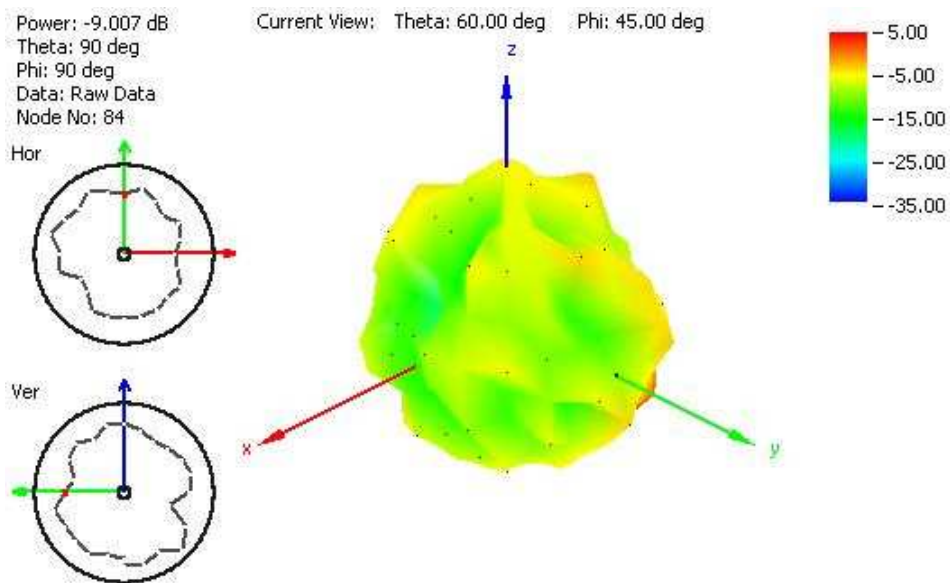 Power: -9.007 dB
Theta: 90 deg
Phi: 90 deg
Data: Raw Data
Node No: 84
Current View: Theta: 60.00 deg Phi: 45.00 deg
5.00
-5.00
-15.00
-25.00
-35.00
Hor
Ver
z
x
y